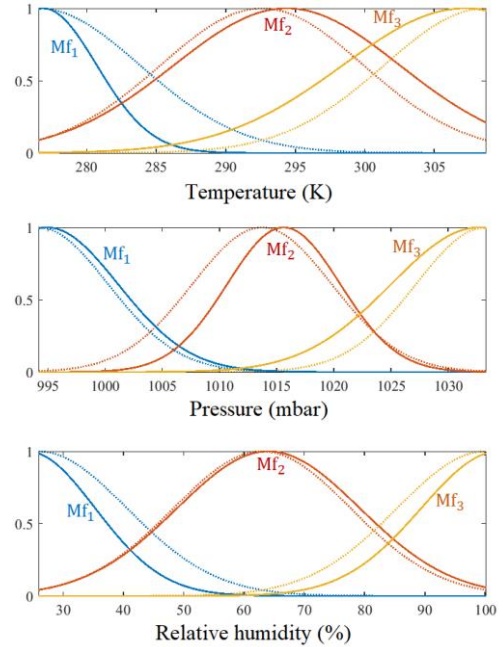 1
Mf1
Mf2
Mf3
0.5
0
280 285 290 295 300 305
Temperature (K)
1
Mf1
Mf2
Mf3
0.5
0
995 1000 1005 1010 1015 1020 1025 1030
Pressure (mbar)
1
Mf2
Mf1
Mf3
0.5
0
30 40 50 60 70 80 90 100
Relative humidity (%)